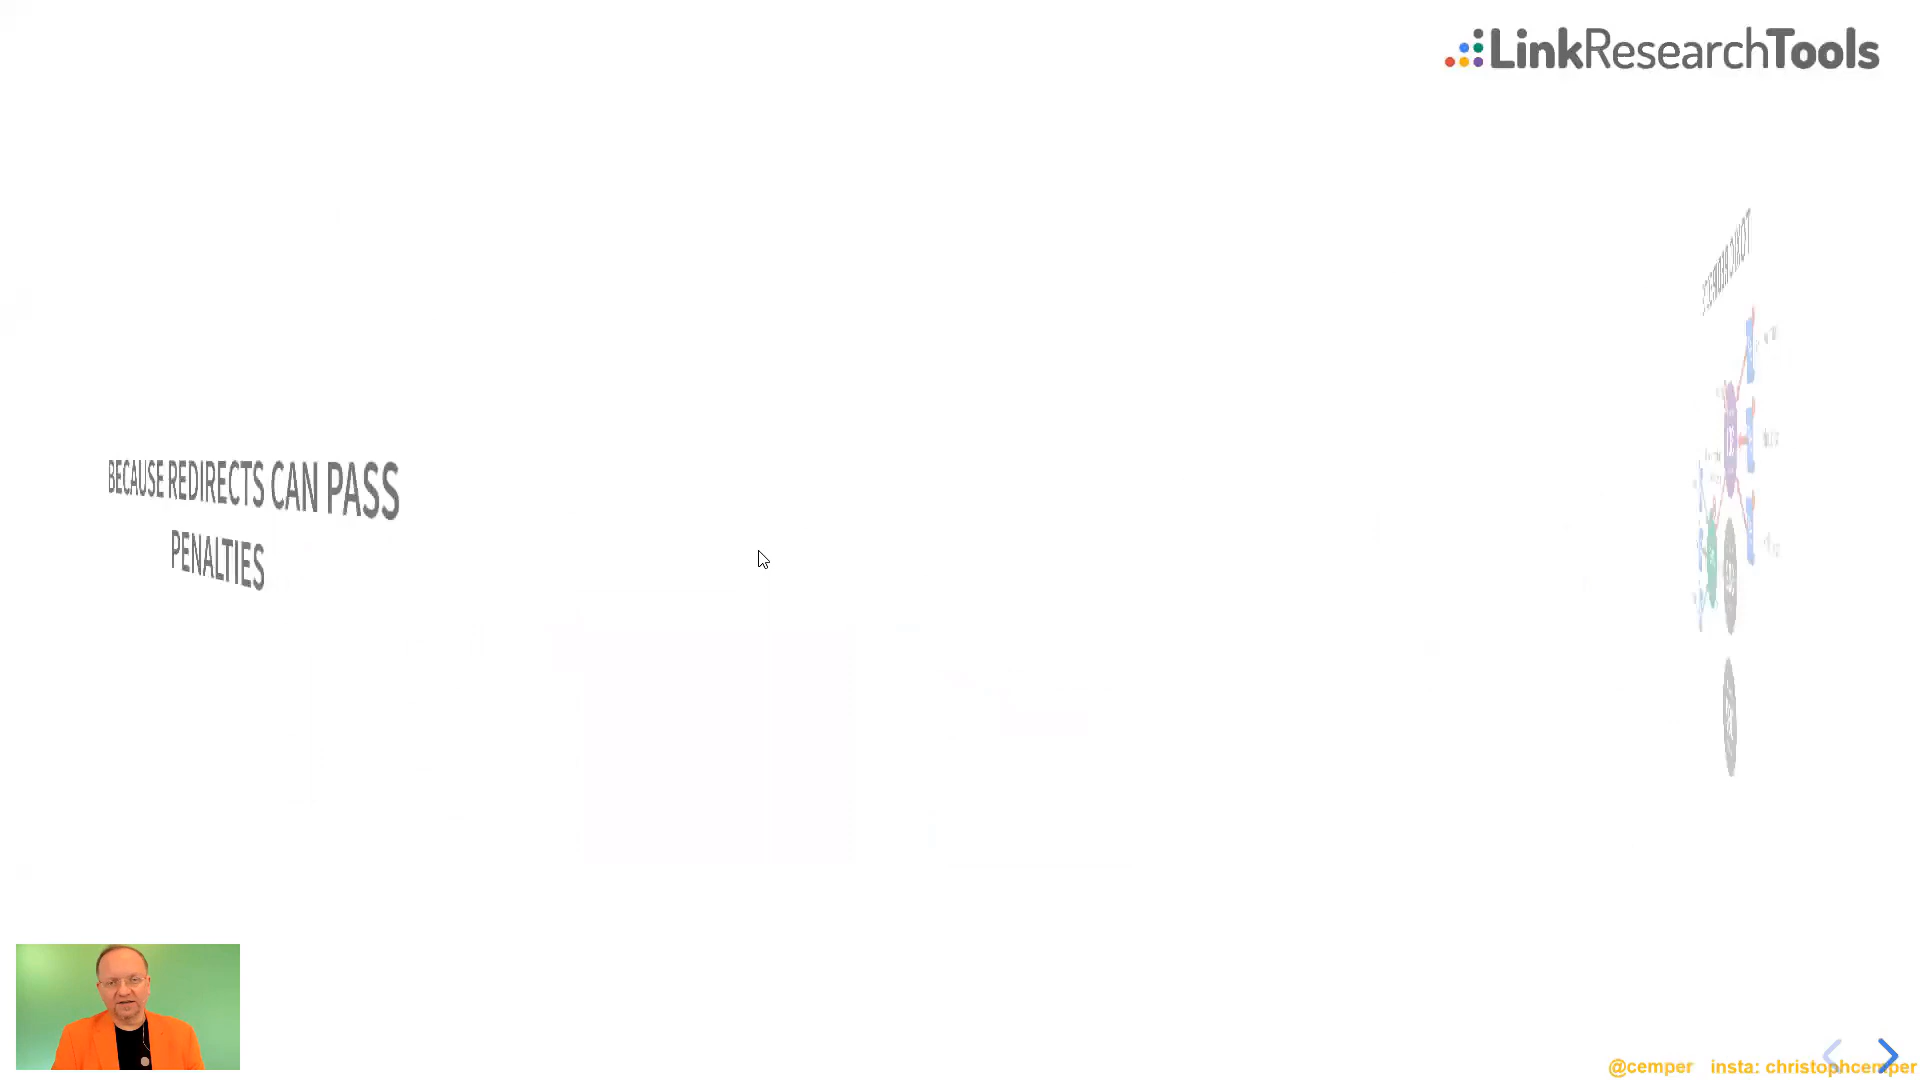 LinkResearchTools
BECAUSE REDIRECTS CAN PASS
PENALTIES
@cemper insta: christophcemper